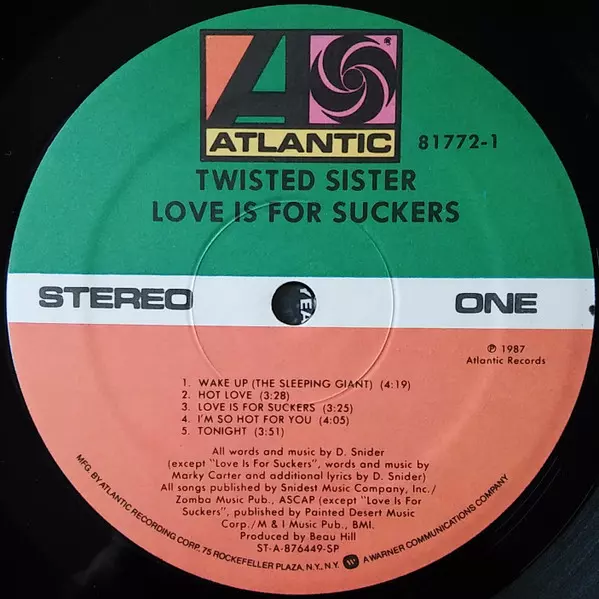 ATLANTIC
81772-1
TWISTED SISTER
LOVE IS FOR SUCKERS
STEREO
ONE
℗ 1987
Atlantic Records
1. WAKE UP (THE SLEEPING GIANT) (4:19)
2. HOT LOVE (3:28)
3. LOVE IS FOR SUCKERS (3:25)
4. I'M SO HOT FOR YOU (4:05)
5. TONIGHT (3:51)
All words and music by D. Snider
(except "Love Is For Suckers", words and music by
Marky Carter and additional lyrics by D. Snider)
All songs published by Snidest Music Company, Inc./
Zomba Music Pub., ASCAP (except "Love Is For
Suckers", published by Painted Desert Music
Corp./M & I Music Pub., BMI.
Produced by Beau Hill
ST-A-876449-SP
MFG. BY ATLANTIC RECORDING CORP., 75 ROCKEFELLER PLAZA, N.Y., N.Y. A WARNER COMMUNICATIONS COMPANY